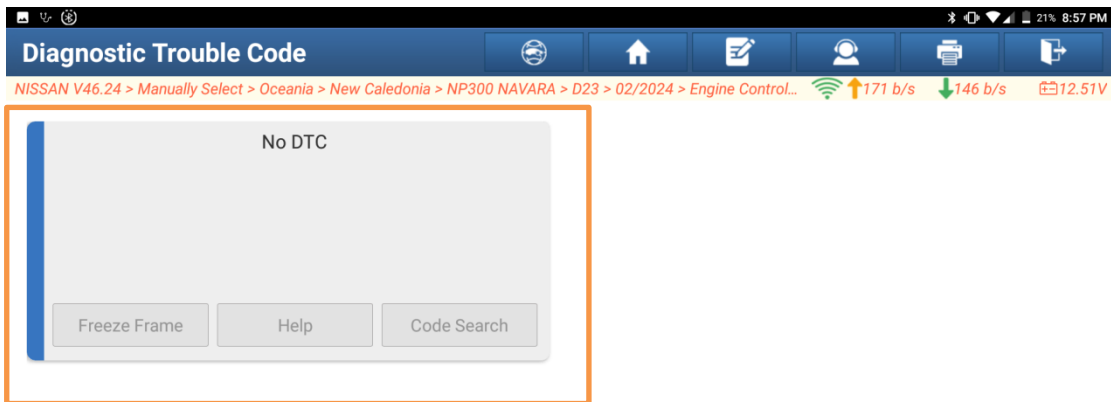 21% 8:57 PM
Diagnostic Trouble Code
NISSAN V46.24 > Manually Select > Oceania > New Caledonia > NP300 NAVARA > D23 > 02/2024 > Engine Control... 171 b/s 146 b/s 12.51V
No DTC
Freeze Frame Help Code Search